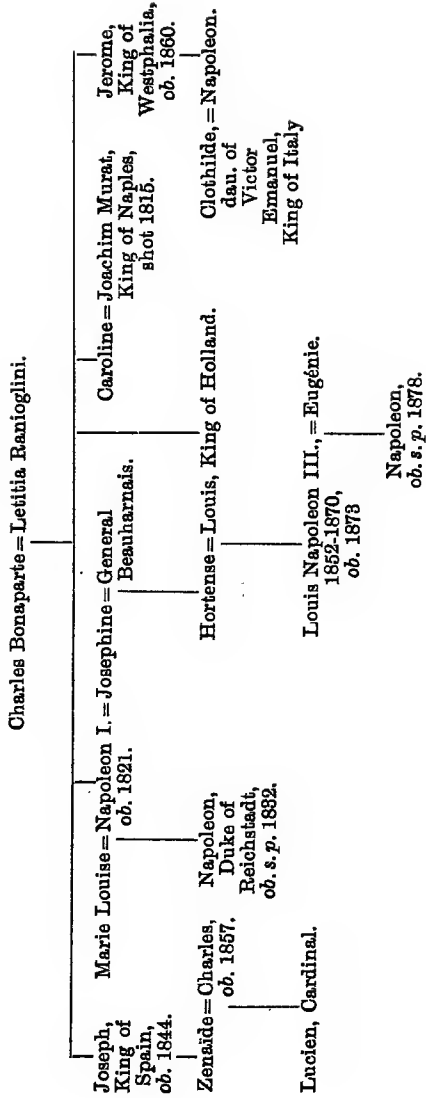 Charles Bonaparte=Letitia Ranioglini.
Joseph,
King of
Spain,
ob. 1844.
Marie Louise=Napoleon I.=Josephine=General
ob. 1821.
Beauharnais.
Caroline=Joachim Murat,
King of Naples,
shot 1815.
Jerome,
King of
Westphalia,
ob. 1860.
Zenaïde=Charles,
ob. 1857.
Napoleon,
Duke of
Reichstadt,
ob. s. p. 1882.
Hortense=Louis, King of Holland.
Clothilde,=Napoleon.
dau. of
Victor
Emanuel,
King of Italy
Lucien, Cardinal.
Louis Napoleon III.,=Eugénie.
1852-1870,
ob. 1873
Napoleon,
ob. s. p. 1878.